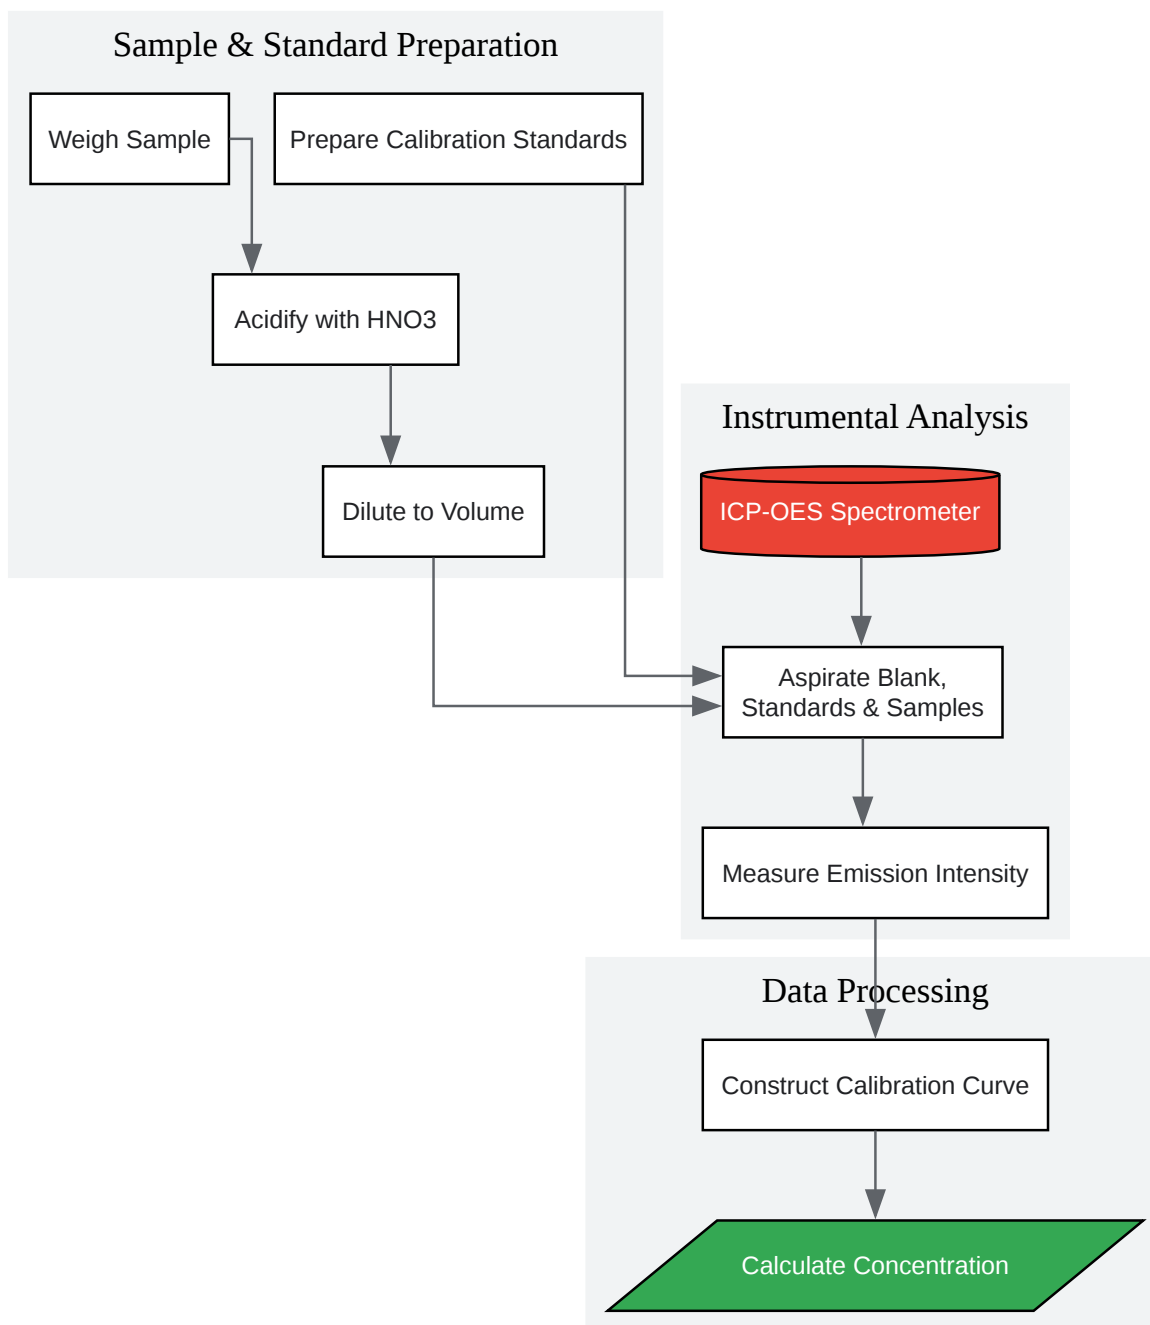 Sample & Standard Preparation
Weigh Sample
Prepare Calibration Standards
Acidify with HNO3
Dilute to Volume
Instrumental Analysis
ICP-OES Spectrometer
Aspirate Blank,
Standards & Samples
Measure Emission Intensity
Data Processing
Construct Calibration Curve
Calculate Concentration